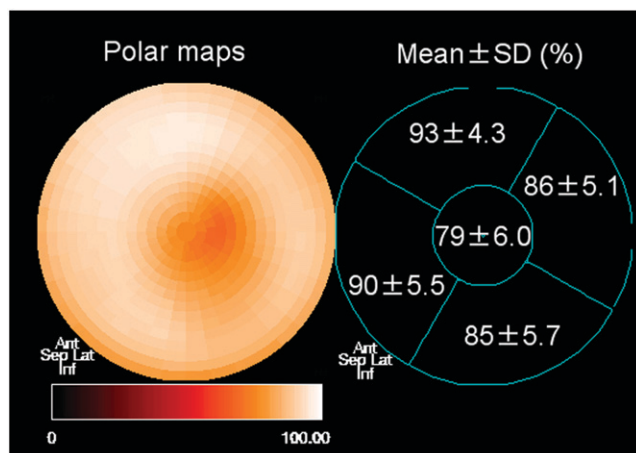 Polar maps
Mean±SD (%)
93±4.3
86±5.1
79±6.0
90±5.5
85±5.7
Ant
Sep Lat
Inf
Ant
Sep Lat
Inf
0
100.00